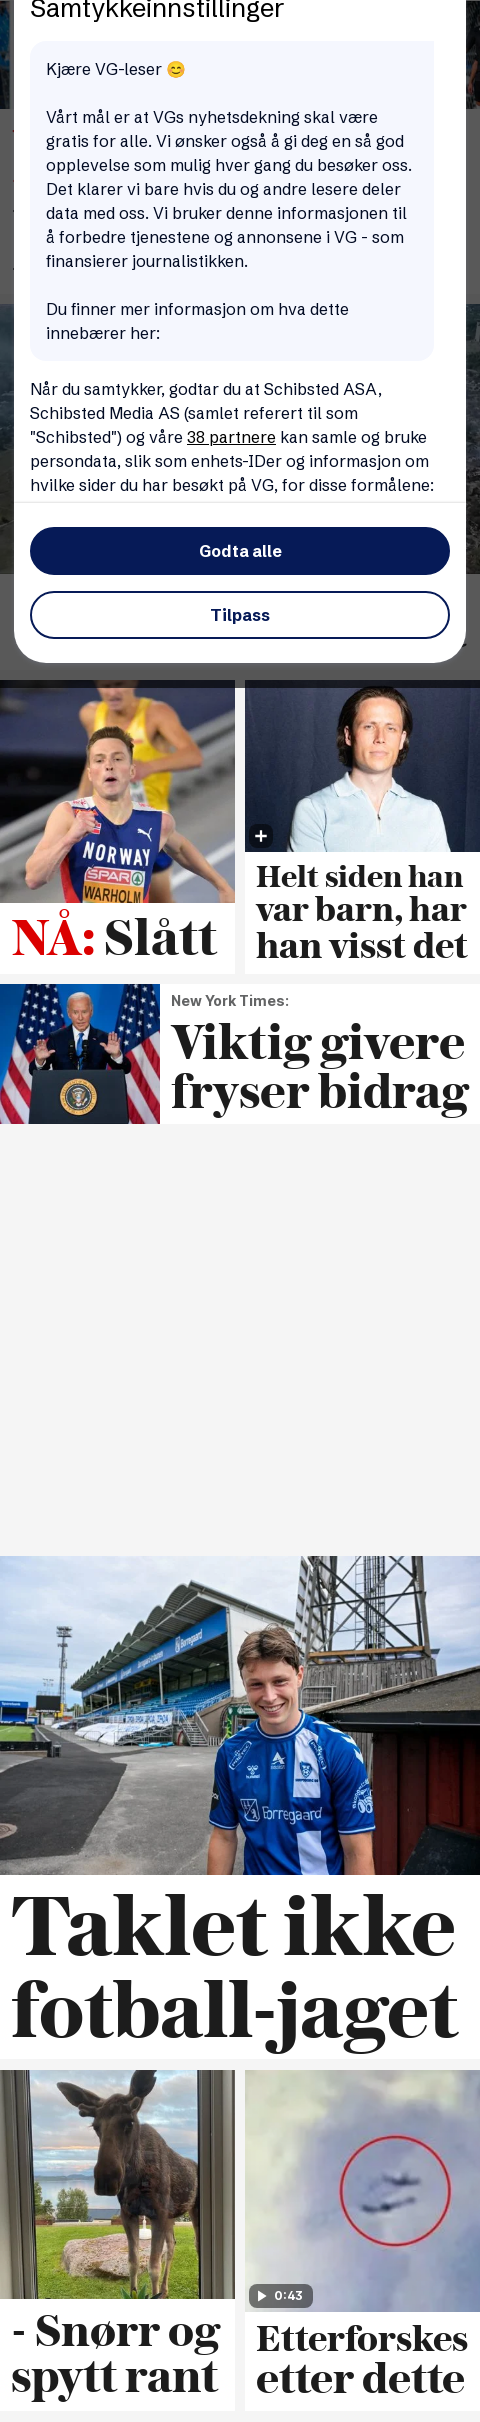 Samtykkeinnstillinger
Kjære VG-leser 😊
Vårt mål er at VGs nyhetsdekning skal være
gratis for alle. Vi ønsker også å gi deg en så god
opplevelse som mulig hver gang du besøker oss.
Det klarer vi bare hvis du og andre lesere deler
data med oss. Vi bruker denne informasjonen til
å forbedre tjenestene og annonsene i VG - som
finansierer journalistikken.
Du finner mer informasjon om hva dette
innebærer her:
Når du samtykker, godtar du at Schibsted ASA,
Schibsted Media AS (samlet referert til som
"Schibsted") og våre 38 partnere kan samle og bruke
persondata, slik som enhets-IDer og informasjon om
hvilke sider du har besøkt på VG, for disse formålene:
Godta alle
Tilpass
NORWAY
SPAR
WARHOLM
NÅ: Slått
Helt siden han
var barn, har
han visst det
New York Times:
Viktig givere
fryser bidrag
Borregaard
Taklet ikke
fotball-jaget
- Snørr og
spytt rant
0:43
Etterforskes
etter dette